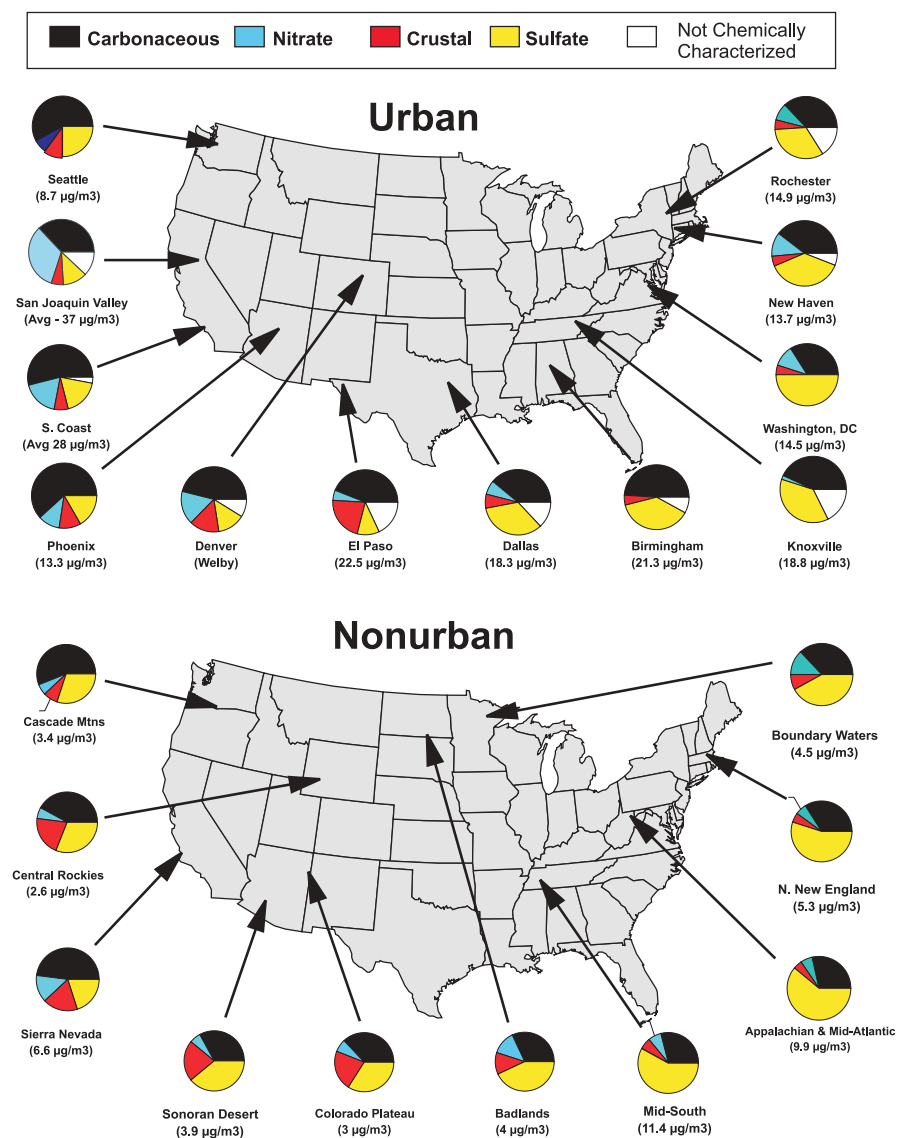 Carbonaceous
Nitrate
Crustal
Sulfate
Not Chemically
Characterized
Urban
Seattle
(8.7 µg/m3)
Rochester
(14.9 µg/m3)
San Joaquin Valley
(Avg - 37 µg/m3)
New Haven
(13.7 µg/m3)
S. Coast
(Avg 28 µg/m3)
Washington, DC
(14.5 µg/m3)
Phoenix
(13.3 µg/m3)
Denver
(Welby)
El Paso
(22.5 µg/m3)
Dallas
(18.3 µg/m3)
Birmingham
(21.3 µg/m3)
Knoxville
(18.8 µg/m3)
Nonurban
Cascade Mtns
(3.4 µg/m3)
Boundary Waters
(4.5 µg/m3)
Central Rockies
(2.6 µg/m3)
N. New England
(5.3 µg/m3)
Sierra Nevada
(6.6 µg/m3)
Appalachian & Mid-Atlantic
(9.9 µg/m3)
Sonoran Desert
(3.9 µg/m3)
Colorado Plateau
(3 µg/m3)
Badlands
(4 µg/m3)
Mid-South
(11.4 µg/m3)